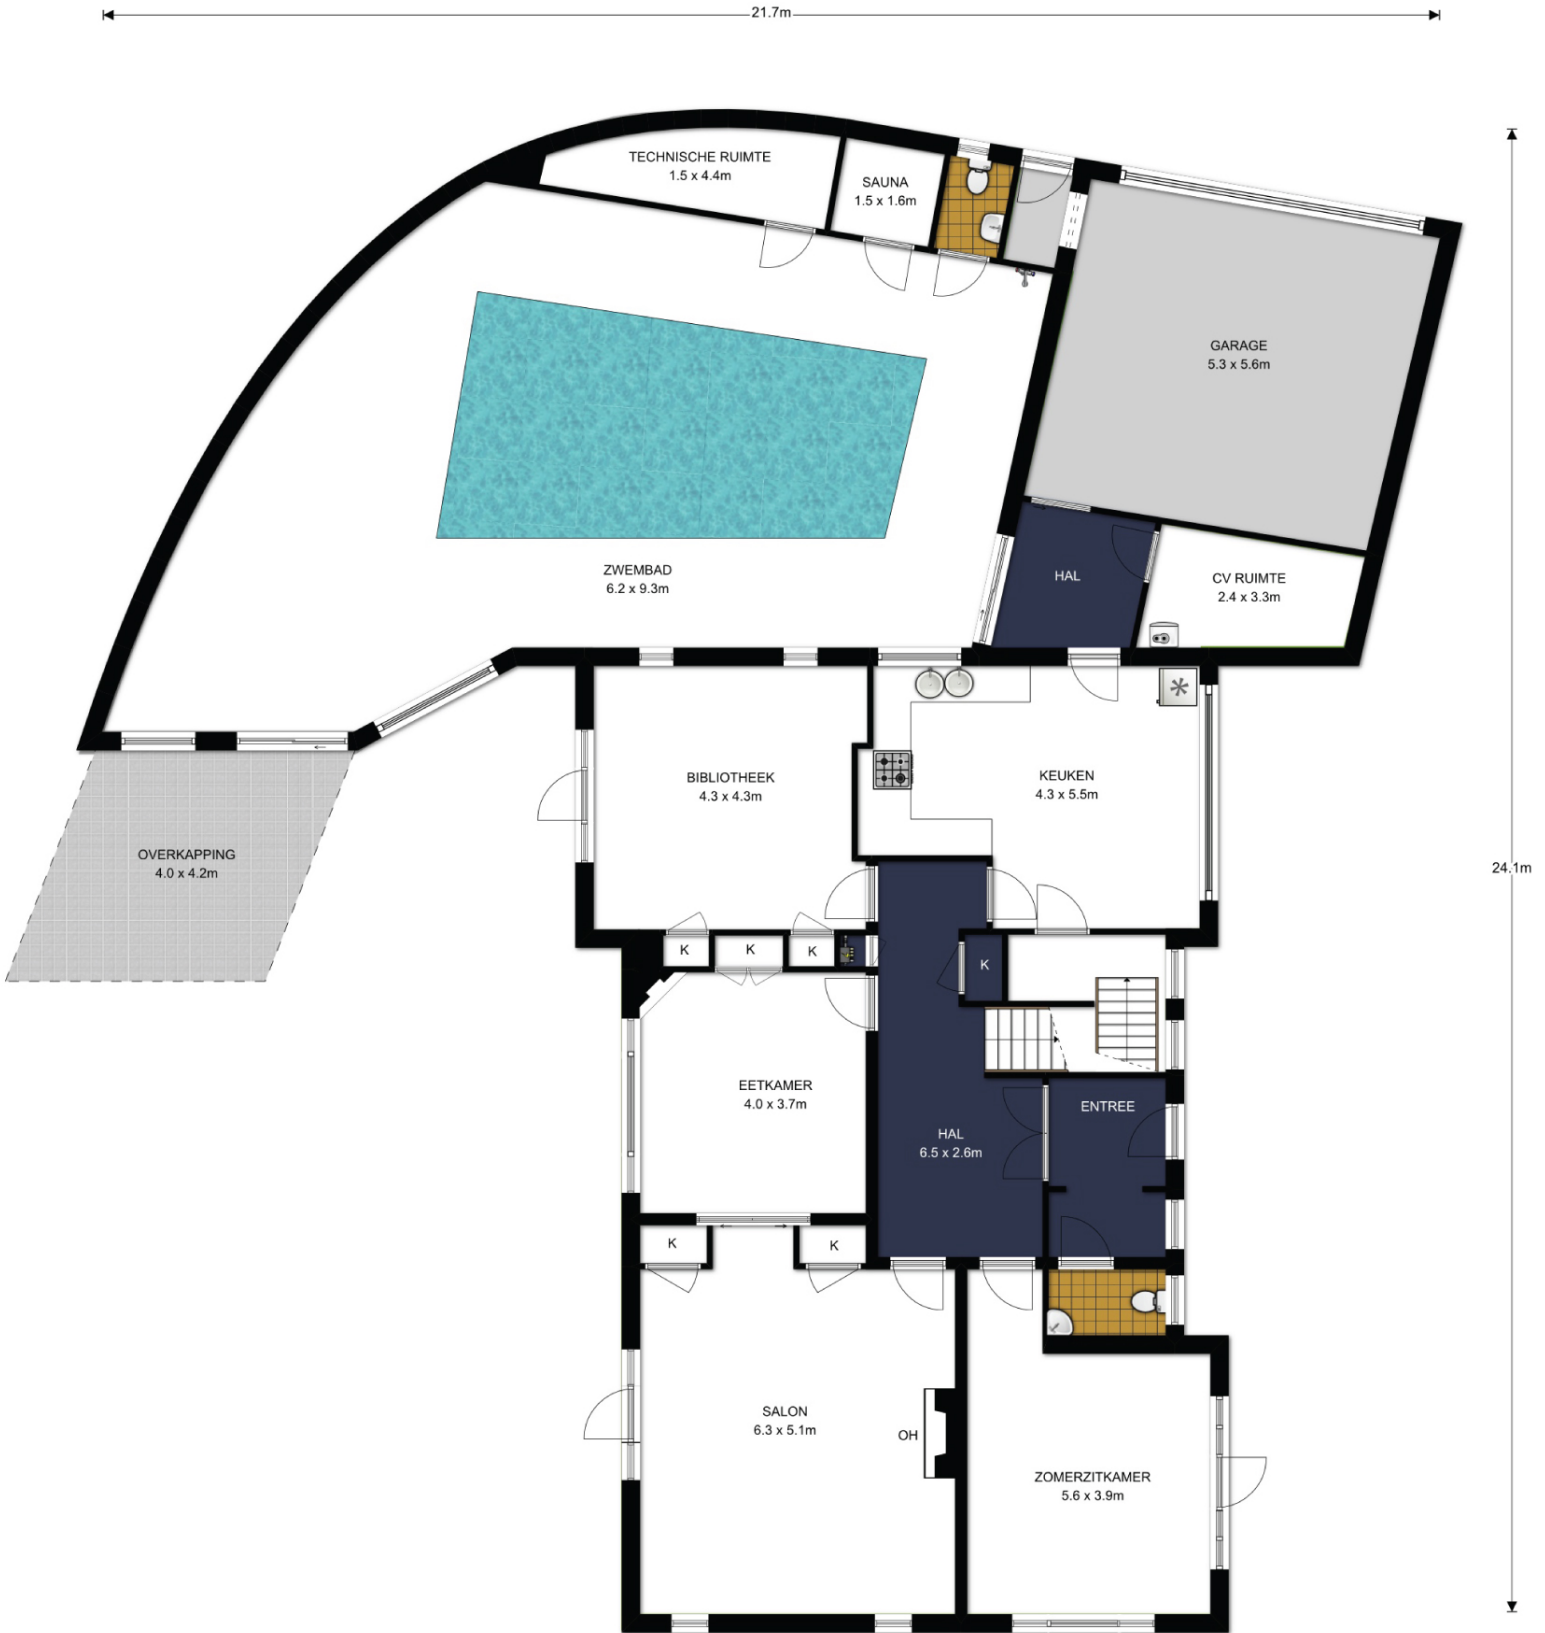 21.7m
TECHNISCHE RUIMTE
1.5 x 4.4m
SAUNA
1.5 x 1.6m
GARAGE
5.3 x 5.6m
ZWEMBAD
6.2 x 9.3m
HAL
CV RUIMTE
2.4 x 3.3m
BIBLIOTHEEK
4.3 x 4.3m
KEUKEN
4.3 x 5.5m
OVERKAPPING
4.0 x 4.2m
24.1m
K
K
K
K
EETKAMER
4.0 x 3.7m
ENTREE
HAL
6.5 x 2.6m
K
K
SALON
6.3 x 5.1m
OH
ZOMERZITKAMER
5.6 x 3.9m